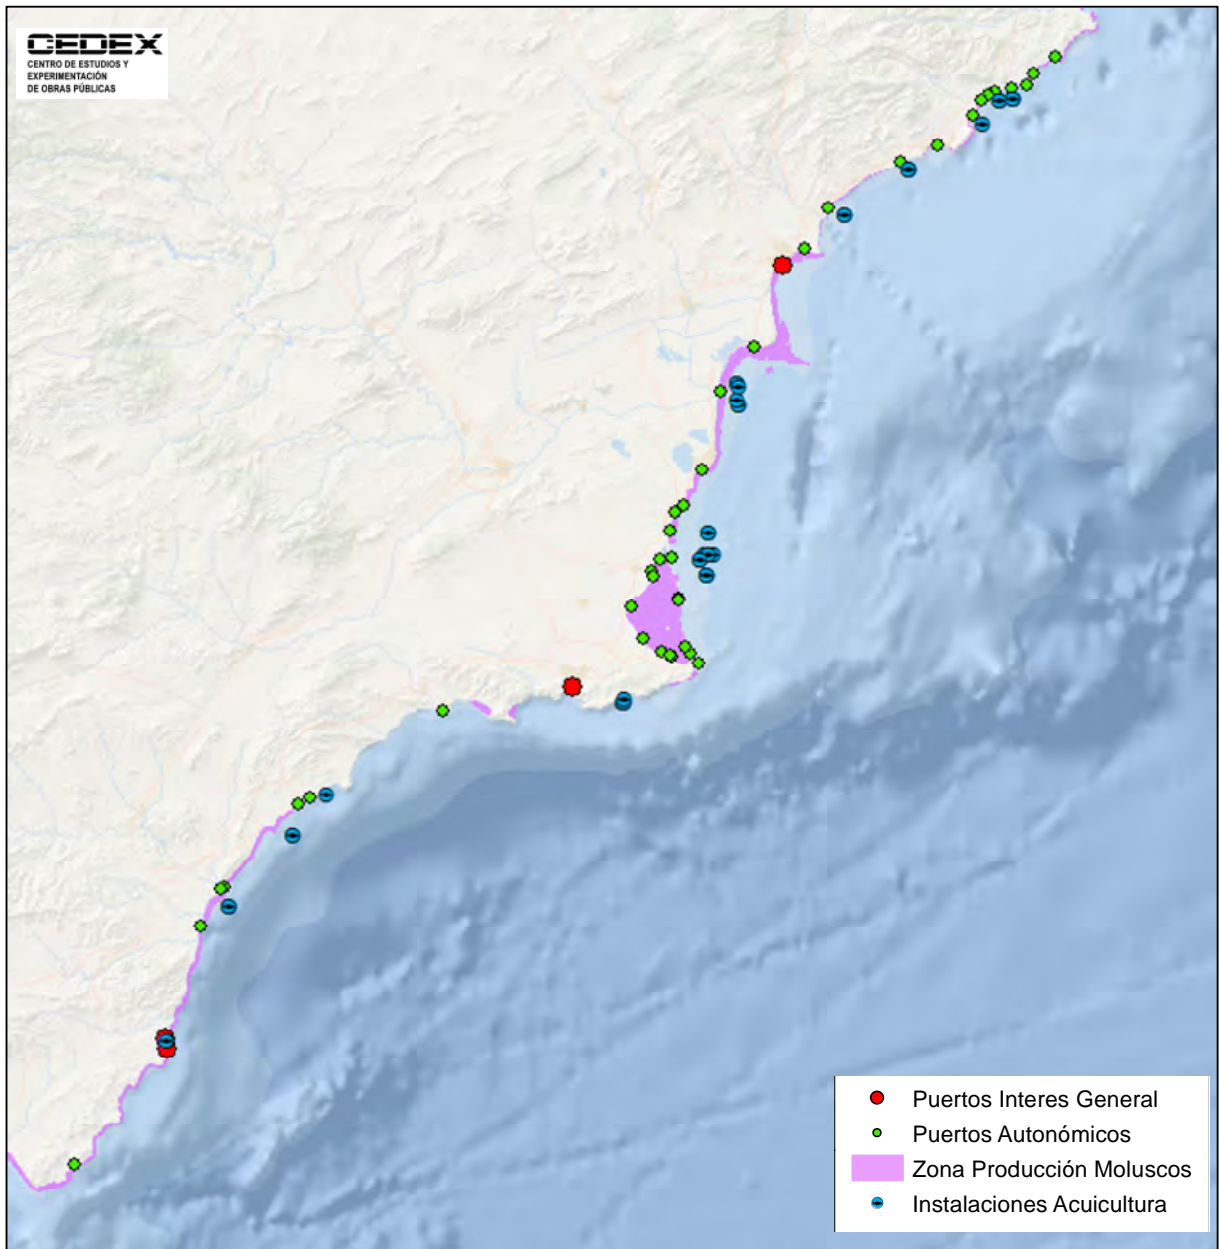 CEDEX
CENTRO DE ESTUDIOS Y
EXPERIMENTACIÓN
DE OBRAS PÚBLICAS
Puertos Interes General
Puertos Autonómicos
Zona Producción Moluscos
Instalaciones Acuicultura